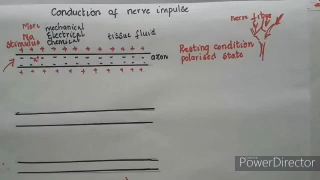 Conduction of nerve impulse
nerve fibre
More
Na
Stimulus
mechanical
Electrical
chemical
tissue fluid
axon
Resting condition
polarised state
PowerDirector